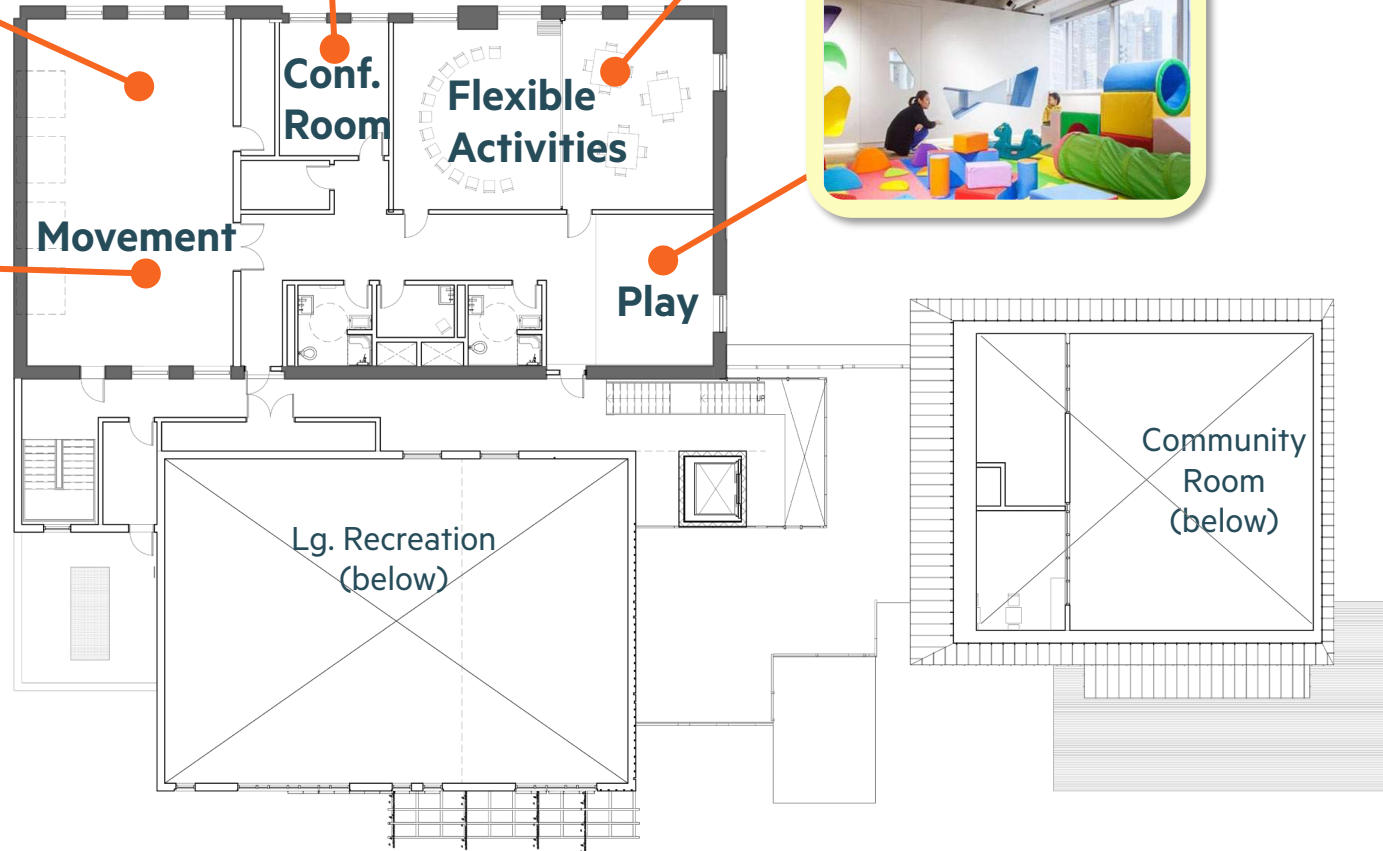 Conf.
Room
Flexible
Activities
Movement
Play
UP
Community
Room
(below)
Lg. Recreation
(below)